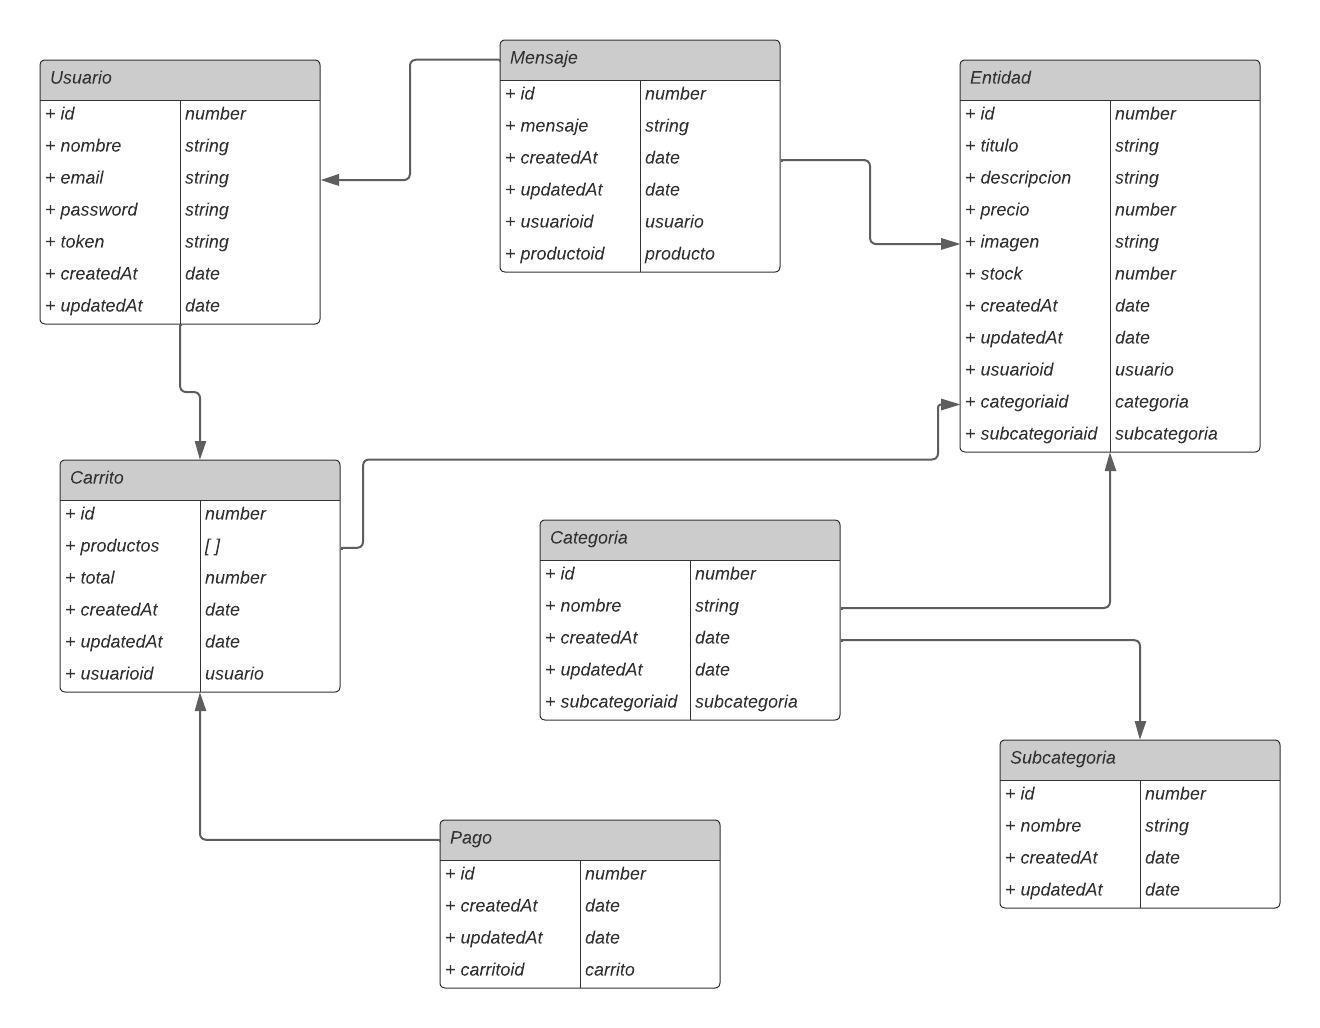 Usuario
+ id number
+ nombre string
+ email string
+ password string
+ token string
+ createdAt date
+ updatedAt date
Mensaje
+ id number
+ mensaje string
+ createdAt date
+ updatedAt date
+ usuarioid usuario
+ productoid producto
Entidad
+ id number
+ titulo string
+ descripcion string
+ precio number
+ imagen string
+ stock number
+ createdAt date
+ updatedAt date
+ usuarioid usuario
+ categoriaid categoria
+ subcategoriaid subcategoria
Carrito
+ id number
+ productos [ ]
+ total number
+ createdAt date
+ updatedAt date
+ usuarioid usuario
Categoria
+ id number
+ nombre string
+ createdAt date
+ updatedAt date
+ subcategoriaid subcategoria
Subcategoria
+ id number
+ nombre string
+ createdAt date
+ updatedAt date
Pago
+ id number
+ createdAt date
+ updatedAt date
+ carritoid carrito